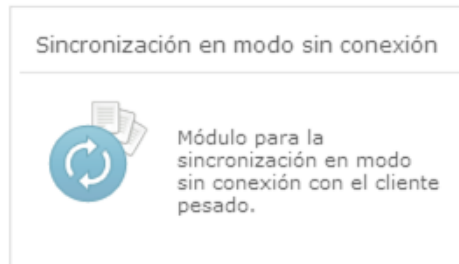 Sincronización en modo sin conexión
Módulo para la
sincronización en modo
sin conexión con el cliente
pesado.